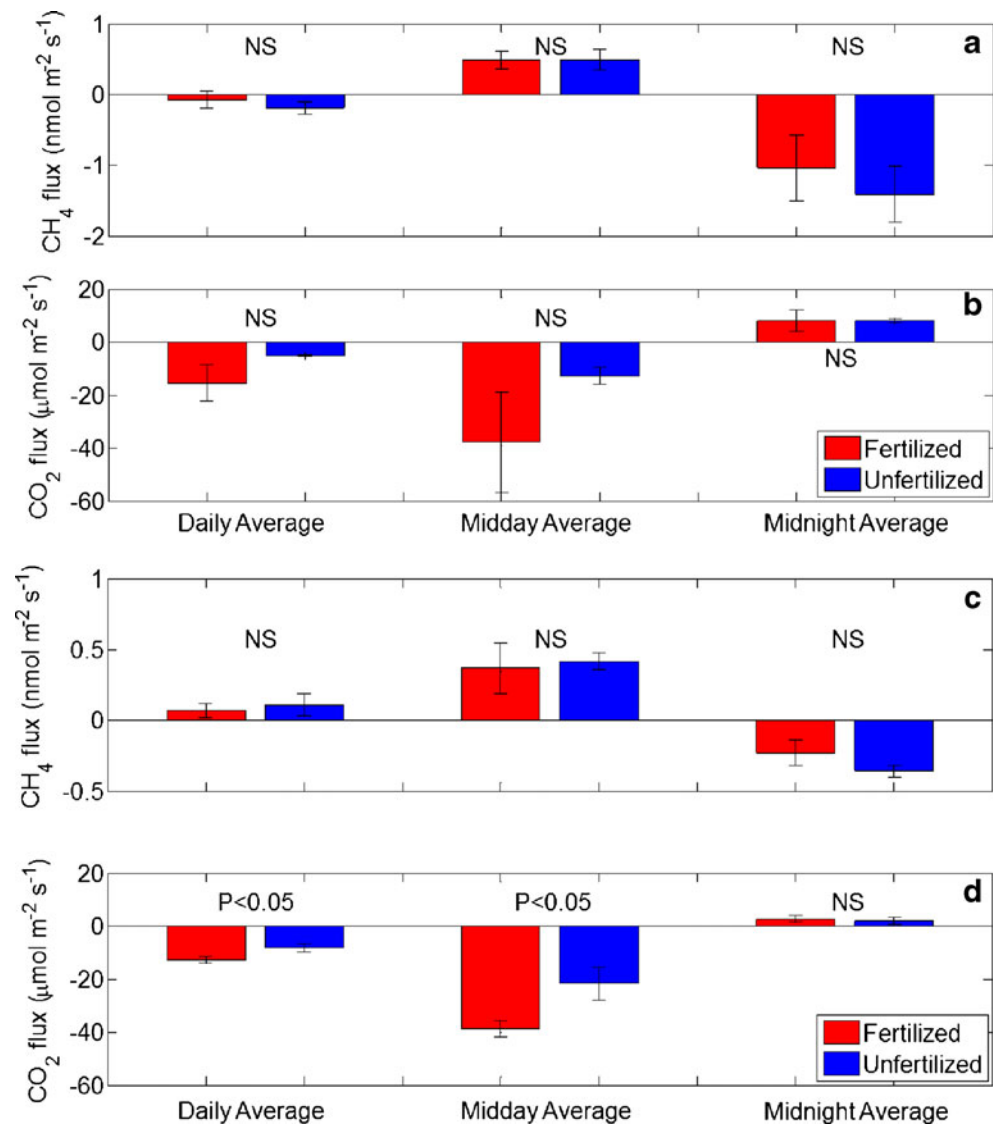 CH4 flux (nmol m-2 s-1)
1
0
-1
-2
NS
NS
NS
a
CO2 flux (μmol m-2 s-1)
20
0
-20
-40
-60
NS
NS
NS
b
Fertilized
Unfertilized
Daily Average
Midday Average
Midnight Average
CH4 flux (nmol m-2 s-1)
1
0.5
0
-0.5
NS
NS
NS
c
CO2 flux (μmol m-2 s-1)
20
0
-20
-40
-60
P<0.05
P<0.05
NS
d
Fertilized
Unfertilized
Daily Average
Midday Average
Midnight Average